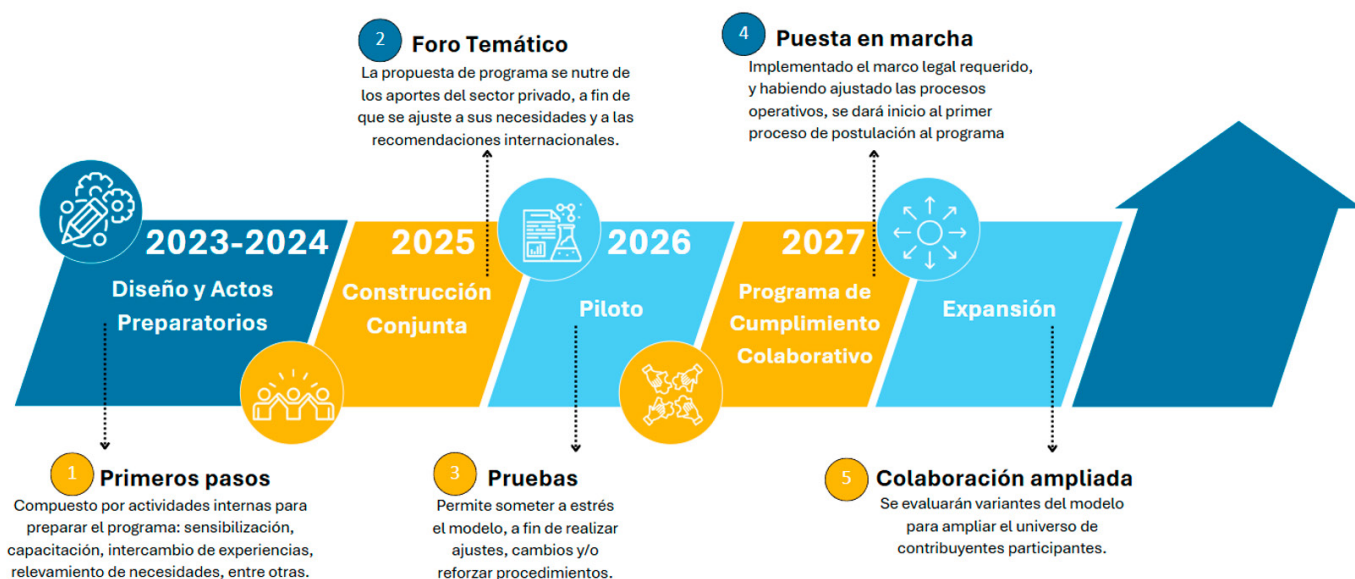 2
Foro Temático
La propuesta de programa se nutre de
los aportes del sector privado, a fin de
que se ajuste a sus necesidades y a las
recomendaciones internacionales.
4
Puesta en marcha
Implementado el marco legal requerido,
y habiendo ajustado las procesos
operativos, se dará inicio al primer
proceso de postulación al programa
2023-2024
Diseño y Actos
Preparatorios
2025
Construcción
Conjunta
2026
Piloto
2027
Programa de
Cumplimiento
Colaborativo
Expansión
1
Primeros pasos
Compuesto por actividades internas para
preparar el programa: sensibilización,
capacitación, intercambio de experiencias,
relevamiento de necesidades, entre otras.
3
Pruebas
Permite someter a estrés
el modelo, a fin de realizar
ajustes, cambios y/o
reforzar procedimientos.
5
Colaboración ampliada
Se evaluarán variantes del modelo
para ampliar el universo de
contribuyentes participantes.